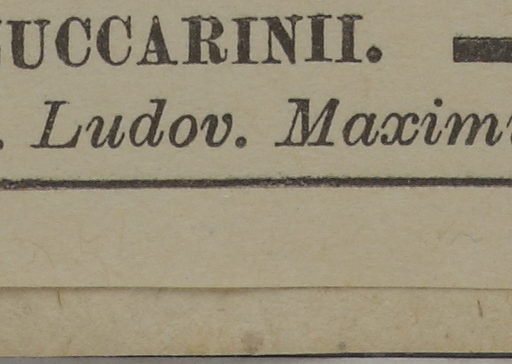 UCCARINII. —
. Ludov. Maxim